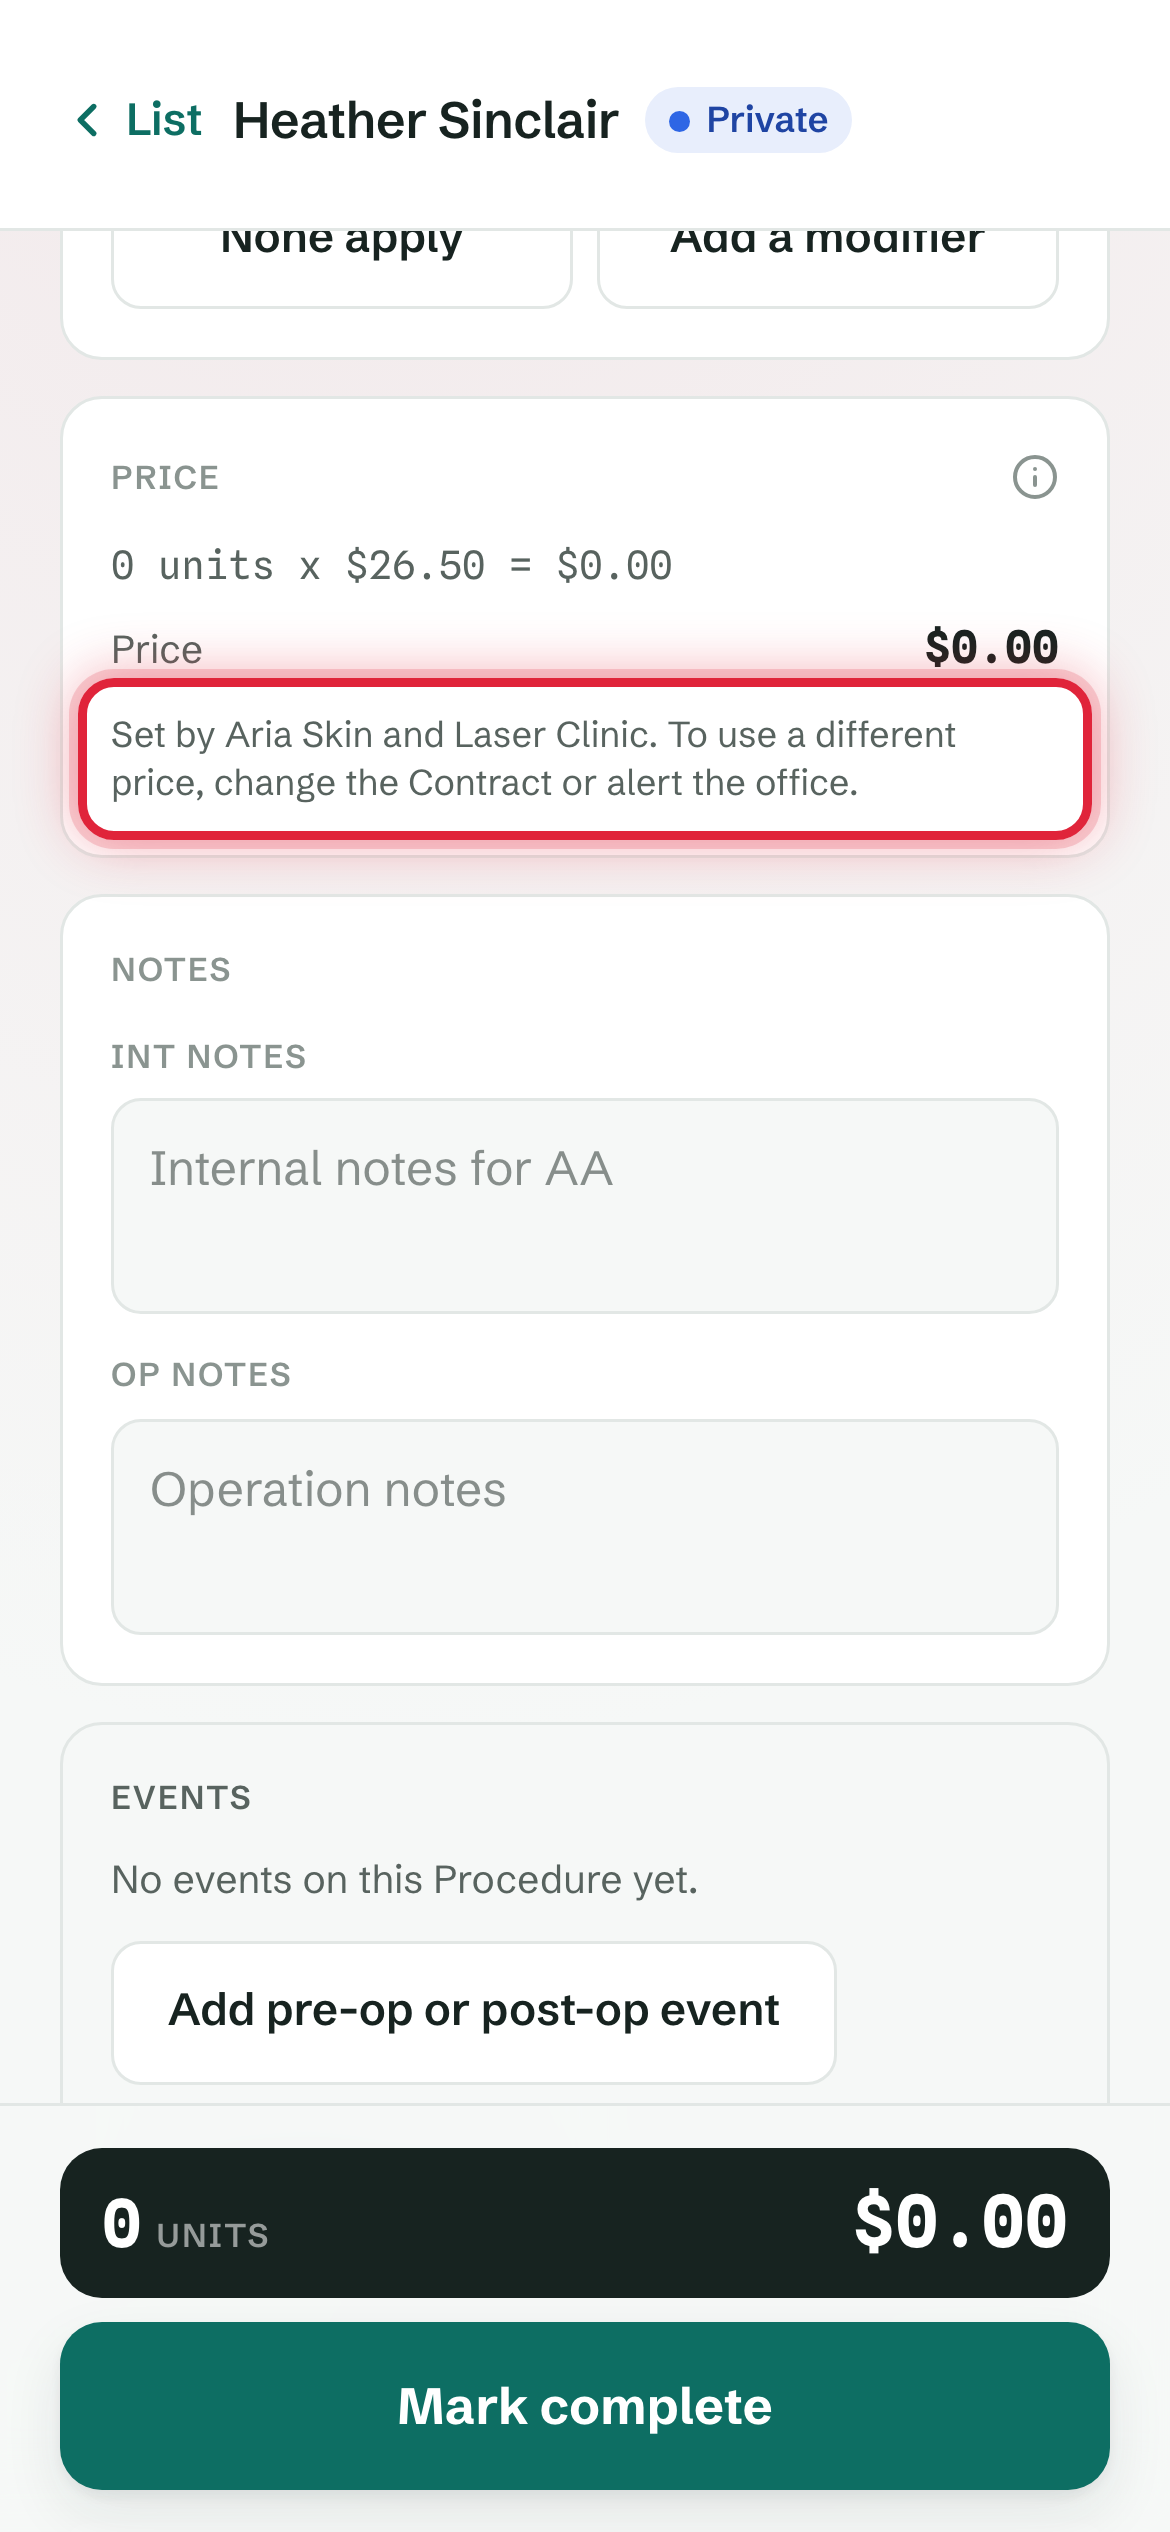 List Heather Sinclair Private
None apply Add a modifier
PRICE
0 units x $26.50 = $0.00
Price $0.00
Set by Aria Skin and Laser Clinic. To use a different
price, change the Contract or alert the office.
NOTES
INT NOTES
Internal notes for AA
OP NOTES
Operation notes
EVENTS
No events on this Procedure yet.
Add pre-op or post-op event
0 UNITS $0.00
Mark complete